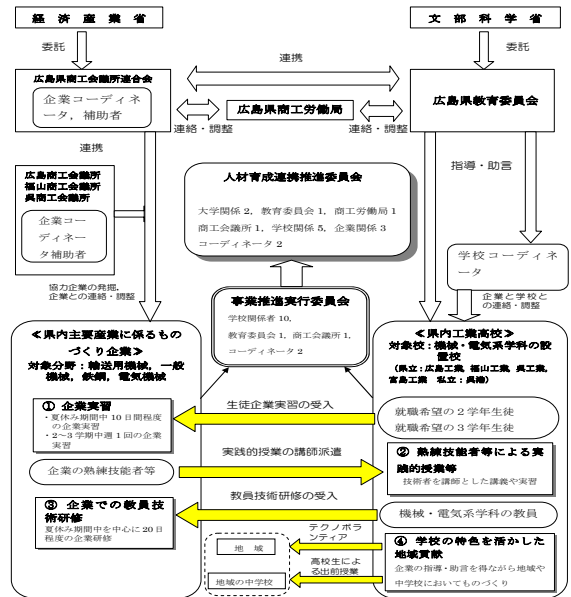 経 済 産 業 省
文 部 科 学 省
委託
委託
連携
広島県商工会議所連合会
企業コーディネ
ータ，補助者
広島県商工労働局
広島県教育委員会
連絡・調整
連絡・調整
連携
指導・助言
広島商工会議所
福山商工会議所
呉商工会議所
企業コー
ディネー
タ補助者
人材育成連携推進委員会
大学関係 2，教育委員会 1，商工労働局 1
商工会議所 1，学校関係 5，企業関係 3
コーディネータ 2
学校コーディネ
ータ
協力企業の発掘，
企業との連絡・調整
企業と学校と
の連絡・調整
事業推進実行委員会
学校関係者 10，
教育委員会 1，商工会議所 1，
コーディネータ 2
≪県内主要産業に係るもの
づくり企業≫
対象分野：輸送用機械，一般
機械，鉄鋼，電気機械
≪県内工業高校≫
対象校：機械・電気系学科の設
置校
（県立：広島工業，福山工業，呉工業，
宮島工業 私立：呉港）
① 企業実習
・夏休み期間中 10 日間程度
の企業実習
・2～3 学期中週 1 回の企業
実習
生徒企業実習の受入
就職希望の 2 学年生徒
就職希望の 3 学年生徒
実践的授業の講師派遣
企業の熟練技能者等
② 熟練技能者等による実
践的授業等
技術者を講師とした講義や実習
教員技術研修の受入
③ 企業での教員技
術研修
夏休み期間中を中心に 20 日
程度の企業研修
機械・電気系学科の教員
テクノボラ
ンティア
地 域
高校生によ
る出前授業
地域の中学校
④ 学校の特色を活かした
地域貢献
企業の指導・助言を得ながら地域や
中学校においてものづくり